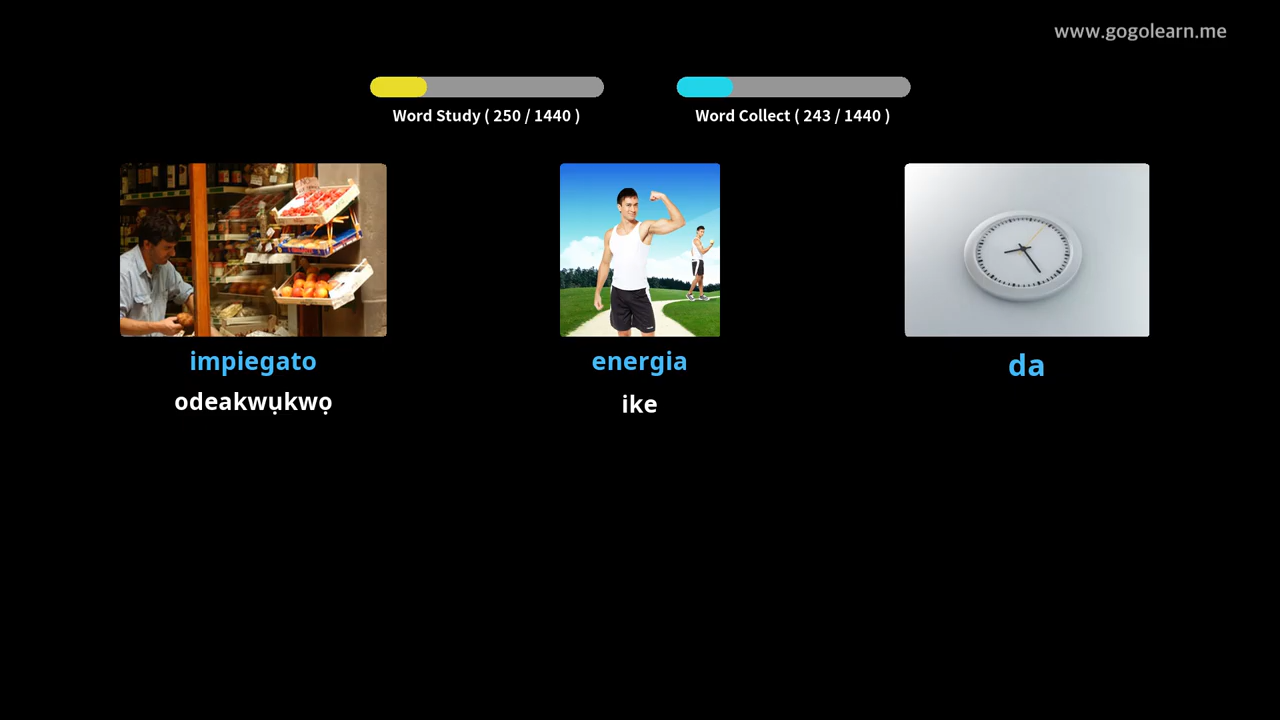 www.gogolearn.me
Word Study ( 250 / 1440 )
Word Collect ( 243 / 1440 )
impiegato
odeakwụkwọ
energia
ike
da